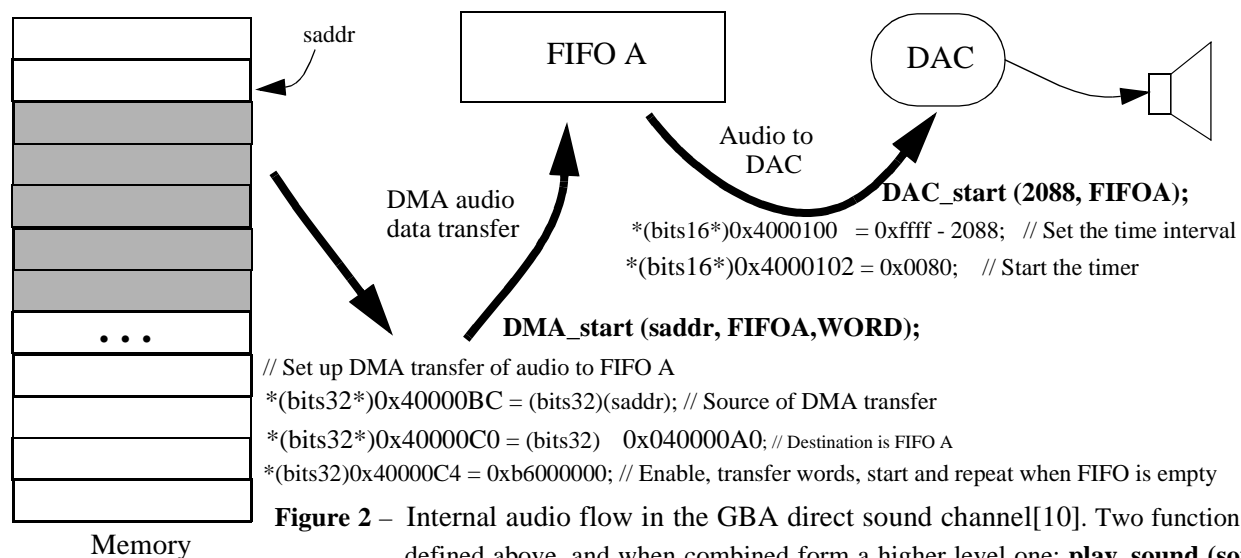 saddr
FIFO A
DAC
Audio to
DAC
DAC_start (2088, FIFOA);
*(bits16*)0x4000100 = 0xffff - 2088; // Set the time interval
*(bits16*)0x4000102 = 0x0080; // Start the timer
DMA audio
data transfer
DMA_start (saddr, FIFOA,WORD);
...
// Set up DMA transfer of audio to FIFO A
*(bits32*)0x40000BC = (bits32)(saddr); // Source of DMA transfer
*(bits32*)0x40000C0 = (bits32) 0x040000A0; // Destination is FIFO A
*(bits32)0x40000C4 = 0xb6000000; // Enable, transfer words, start and repeat when FIFO is empty
Memory
Figure 2 – Internal audio flow in the GBA direct sound channel[10]. Two function
defined above, and when combined form a higher level one: play_sound (so